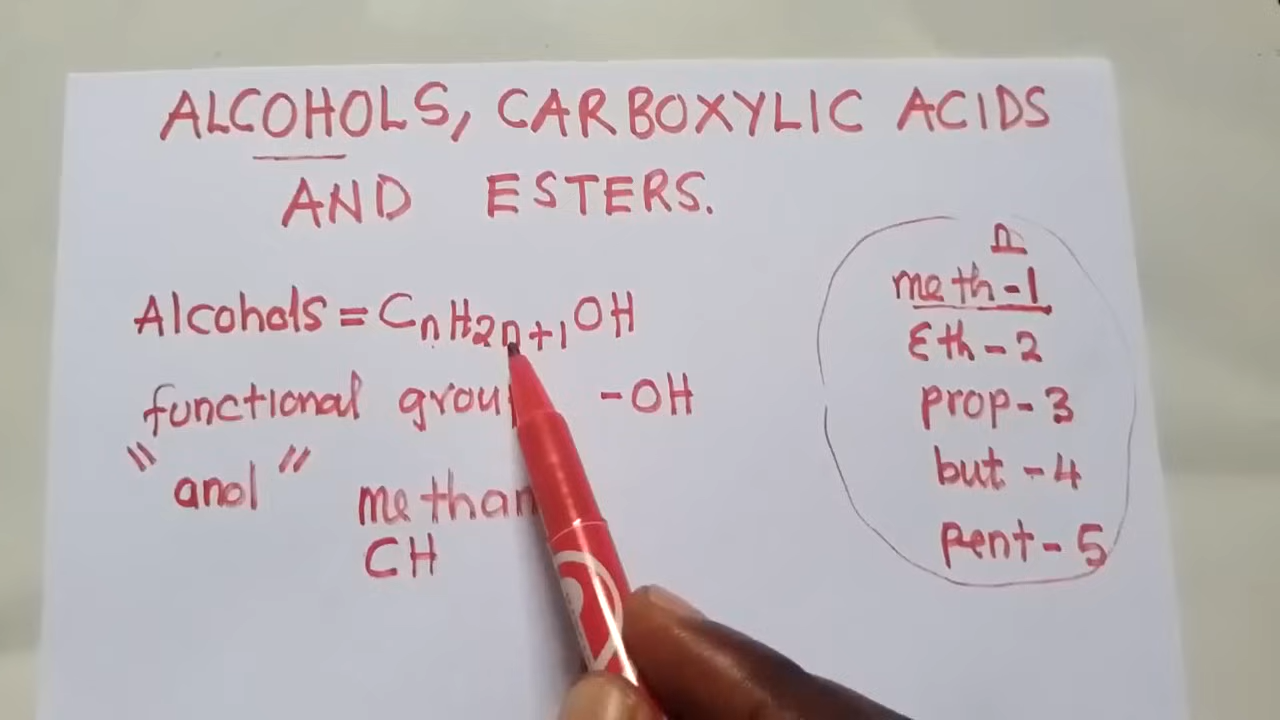 ALCOHOLS, CARBOXYLIC ACIDS
AND ESTERS.
Alcohols = CnH2n+1OH
functional group -OH
"anol" methan
CH
n
meth-1
Eth-2
prop-3
but-4
pent-5